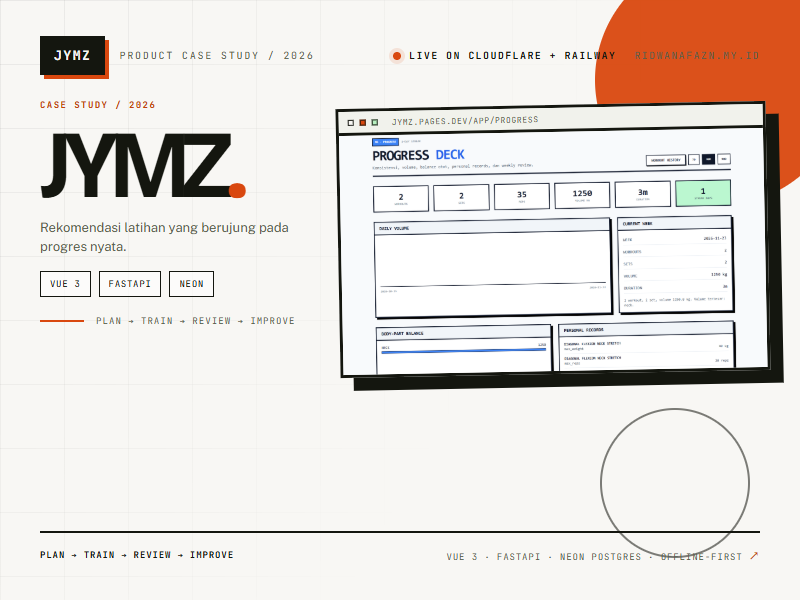 JYMZ
PRODUCT CASE STUDY / 2026
LIVE ON CLOUDFLARE + RAILWAY
RIDWANAFAZN.MY.ID
CASE STUDY / 2026
JYMZ.
Rekomendasi latihan yang berujung pada
progres nyata.
VUE 3
FASTAPI
NEON
PLAN → TRAIN → REVIEW → IMPROVE
JYMZ.PAGES.DEV/APP/PROGRESS
PROGRESS DECK
2
2
35
1250
3m
1
DAILY VOLUME
CURRENT WEEK
BODY-PART BALANCE
PERSONAL RECORDS
PLAN → TRAIN → REVIEW → IMPROVE
VUE 3 · FASTAPI · NEON POSTGRES · OFFLINE-FIRST ↗